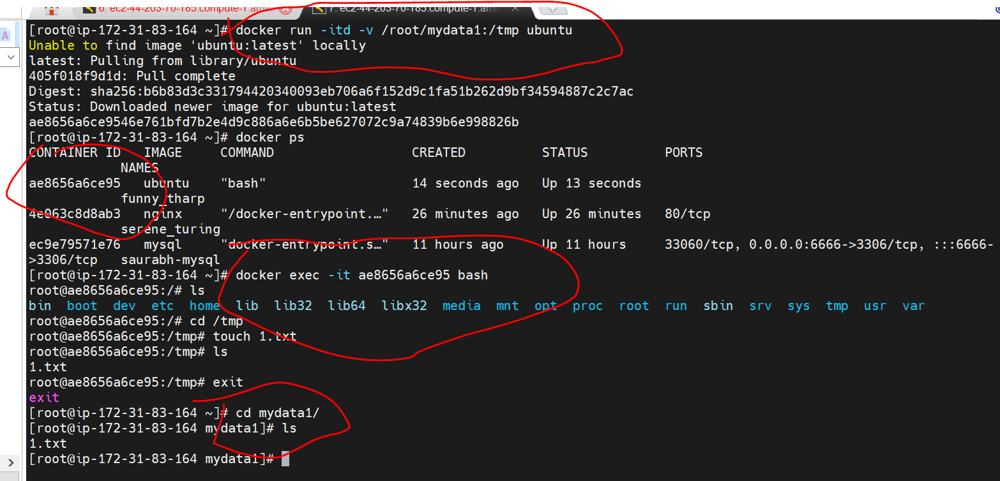 6. ec2-44-203-70-185.compute-1.ama
7. ec2-44-203-70-185.compute-1.ama
A
[root@ip-172-31-83-164 ~]# docker run -itd -v /root/mydata1:/tmp ubuntu
Unable to find image 'ubuntu:latest' locally
latest: Pulling from library/ubuntu
405f018f9d1d: Pull complete
Digest: sha256:b6b83d3c331794420340093eb706a6f152d9c1fa51b262d9bf34594887c2c7ac
Status: Downloaded newer image for ubuntu:latest
ae8656a6ce9546e761bfd7b2e4d9c886a6e6b5be627072c9a74839b6e998826b
[root@ip-172-31-83-164 ~]# docker ps
CONTAINER ID   IMAGE     COMMAND                  CREATED          STATUS          PORTS
            NAMES
ae8656a6ce95   ubuntu    "bash"                   14 seconds ago   Up 13 seconds
            funny_tharp
4e063c8d8ab3   nginx     "/docker-entrypoint.…"   26 minutes ago   Up 26 minutes   80/tcp
            serene_turing
ec9e79571e76   mysql     "docker-entrypoint.s…"   11 hours ago     Up 11 hours     33060/tcp, 0.0.0.0:6666->3306/tcp, :::6666-
>3306/tcp   saurabh-mysql
[root@ip-172-31-83-164 ~]# docker exec -it ae8656a6ce95 bash
root@ae8656a6ce95:/# ls
bin  boot  dev  etc  home  lib  lib32  lib64  libx32  media  mnt  opt  proc  root  run  sbin  srv  sys  tmp  usr  var
root@ae8656a6ce95:/# cd /tmp
root@ae8656a6ce95:/tmp# touch 1.txt
root@ae8656a6ce95:/tmp# ls
1.txt
root@ae8656a6ce95:/tmp# exit
exit
[root@ip-172-31-83-164 ~]# cd mydata1/
[root@ip-172-31-83-164 mydata1]# ls
1.txt
[root@ip-172-31-83-164 mydata1]#